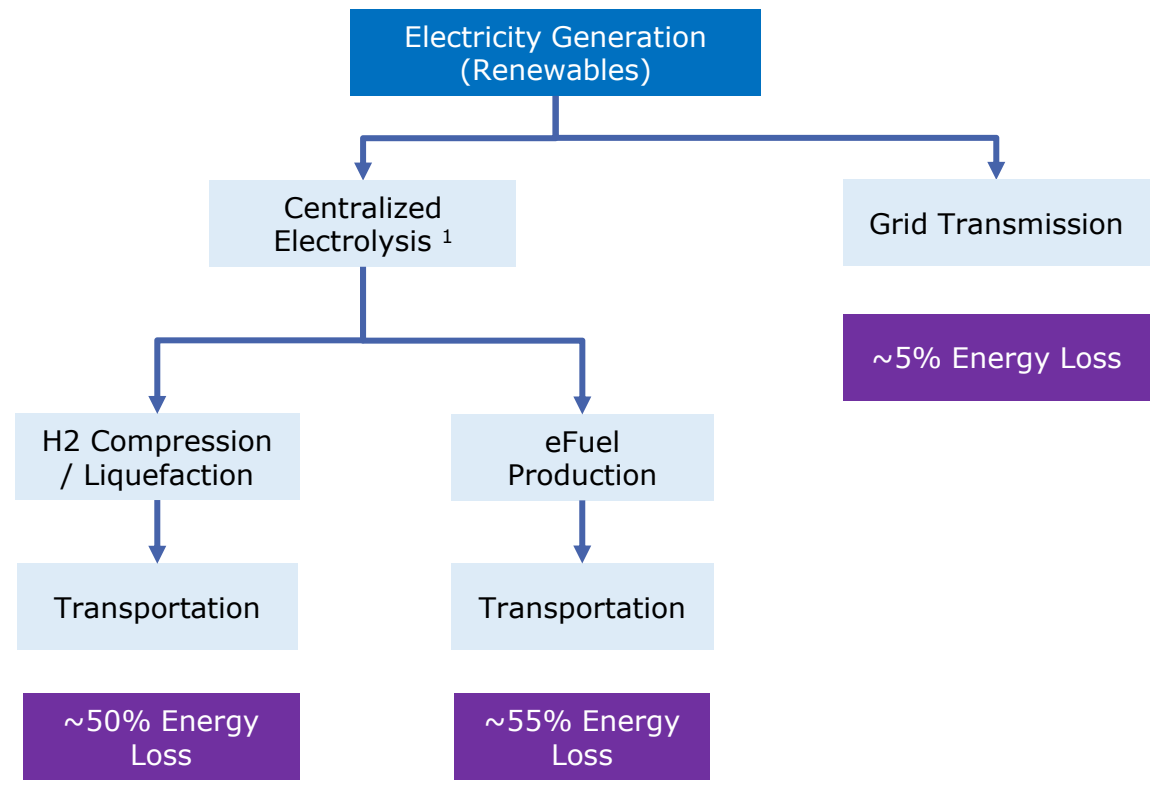 Electricity Generation
(Renewables)
Centralized
Electrolysis ¹
Grid Transmission
~5% Energy Loss
H2 Compression
/ Liquefaction
eFuel
Production
Transportation
Transportation
~50% Energy
Loss
~55% Energy
Loss